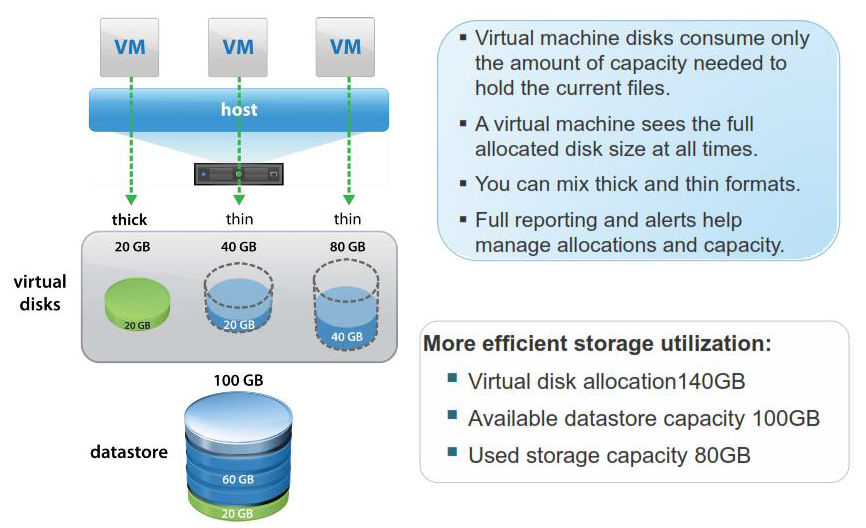 VM VM VM
host
thick thin thin
20 GB 40 GB 80 GB
virtual
disks
20 GB 20 GB 40 GB
100 GB
datastore
60 GB
20 GB
▪ Virtual machine disks consume only
the amount of capacity needed to
hold the current files.
▪ A virtual machine sees the full
allocated disk size at all times.
▪ You can mix thick and thin formats.
▪ Full reporting and alerts help
manage allocations and capacity.
More efficient storage utilization:
▪ Virtual disk allocation140GB
▪ Available datastore capacity 100GB
▪ Used storage capacity 80GB